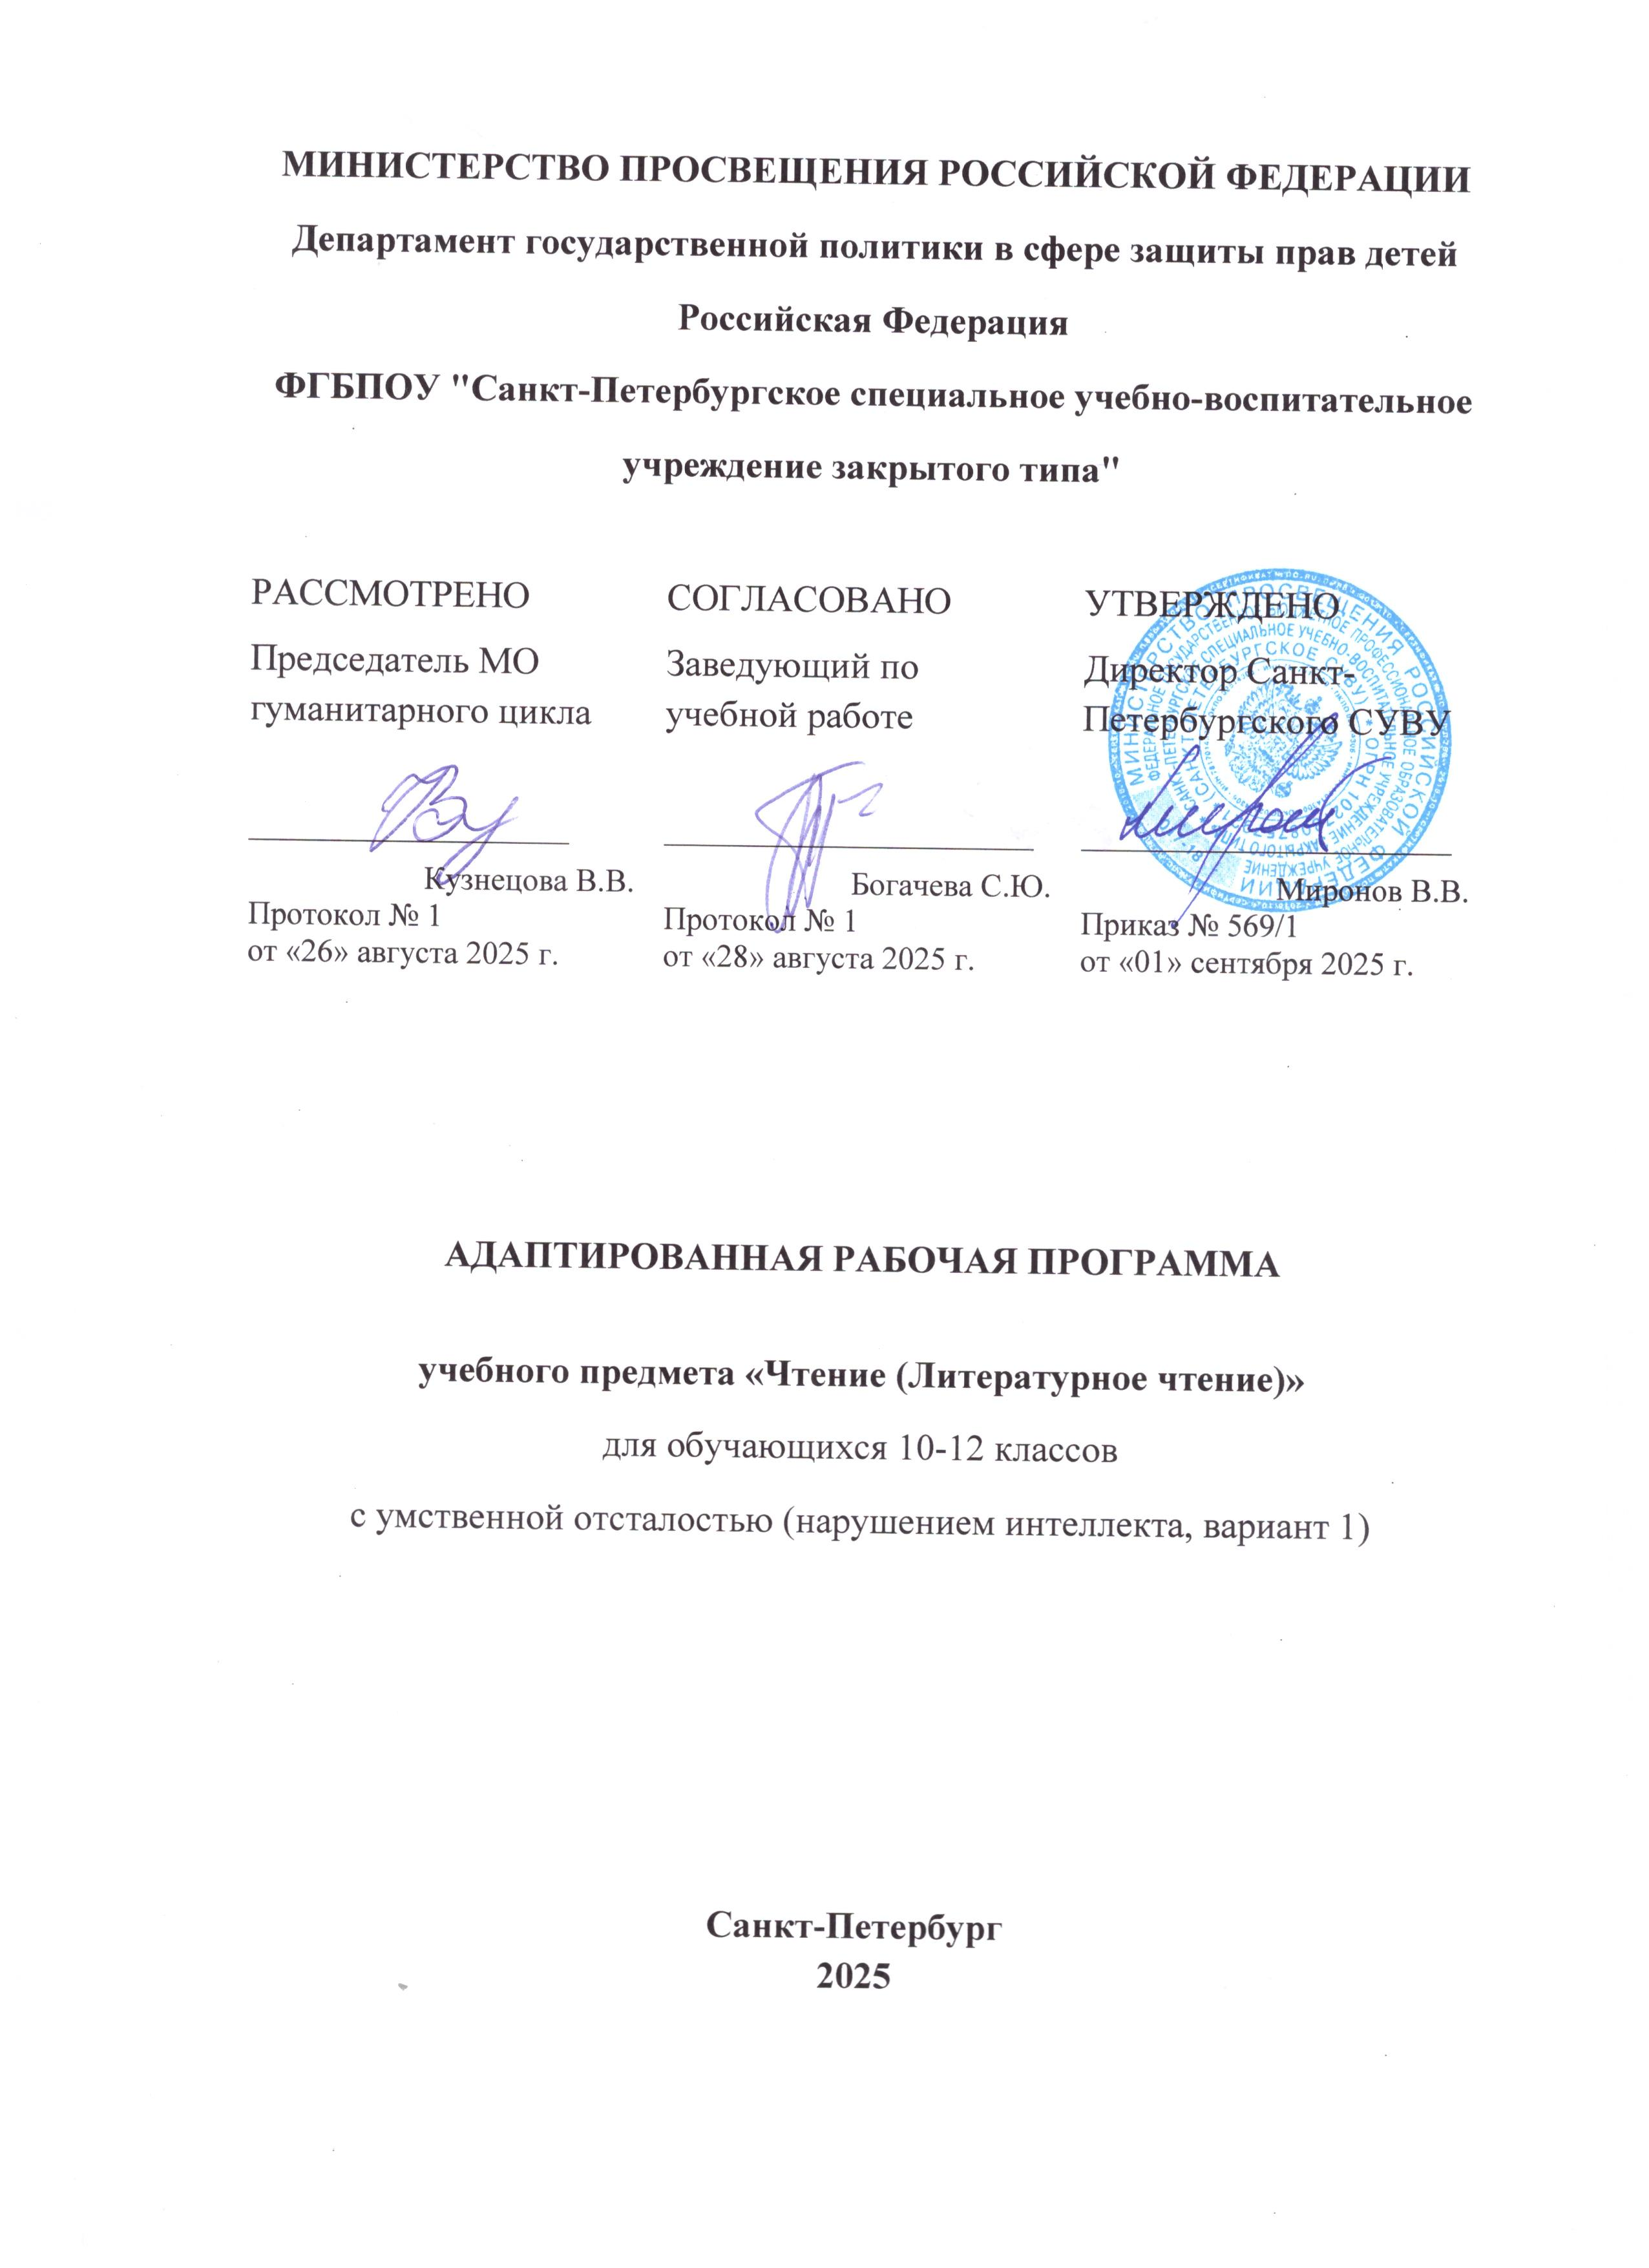 МИНИСТЕРСТВО ПРОСВЕЩЕНИЯ РОССИЙСКОЙ ФЕДЕРАЦИИ
Департамент государственной политики в сфере защиты прав детей
Российская Федерация
ФГБПОУ "Санкт-Петербургское специальное учебно-воспитательное
учреждение закрытого типа"
РАССМОТРЕНО
Председатель МО
гуманитарного цикла
Кузнецова В.В.
Протокол № 1
от «26» августа 2025 г.
СОГЛАСОВАНО
Заведующий по
учебной работе
Богачева С.Ю.
Протокол № 1
от «28» августа 2025 г.
УТВЕРЖДЕНО
Директор Санкт-
Петербургского СУВУ
Миронов В.В.
Приказ № 569/1
от «01» сентября 2025 г.
МИНИСТЕРСТВО ПРОСВЕЩЕНИЯ РОССИЙСКОЙ ФЕДЕРАЦИИ
АДАПТИРОВАННАЯ РАБОЧАЯ ПРОГРАММА
учебного предмета «Чтение (Литературное чтение)»
для обучающихся 10-12 классов
с умственной отсталостью (нарушением интеллекта, вариант 1)
Санкт-Петербург
2025